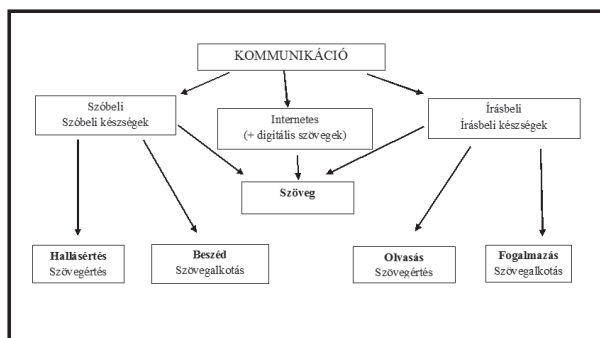 KOMMUNIKÁCIÓ
Szóbeli
Szóbeli készségek
Internetes
(+ digitális szövegek)
Írásbeli
Írásbeli készségek
Szöveg
Hallásértés
Szövegértés
Beszéd
Szövegalkotás
Olvasás
Szövegértés
Fogalmazás
Szövegalkotás